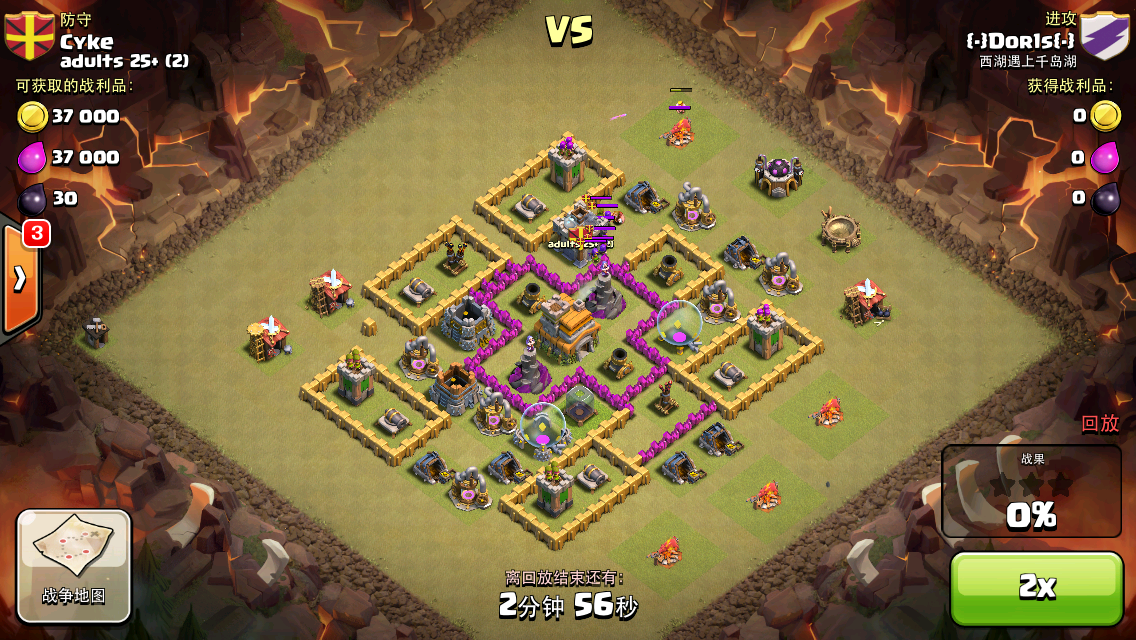 防守
Cyke
adults 25+ (2)
可获取的战利品:
37 000
37 000
30
3
VS
进攻
{-}Dor1s{-}
西湖遇上千岛湖
获得战利品:
0
0
0
adults 25+ (2)
回放
战果
0%
2x
战争地图
离回放结束还有:
2分钟 56秒